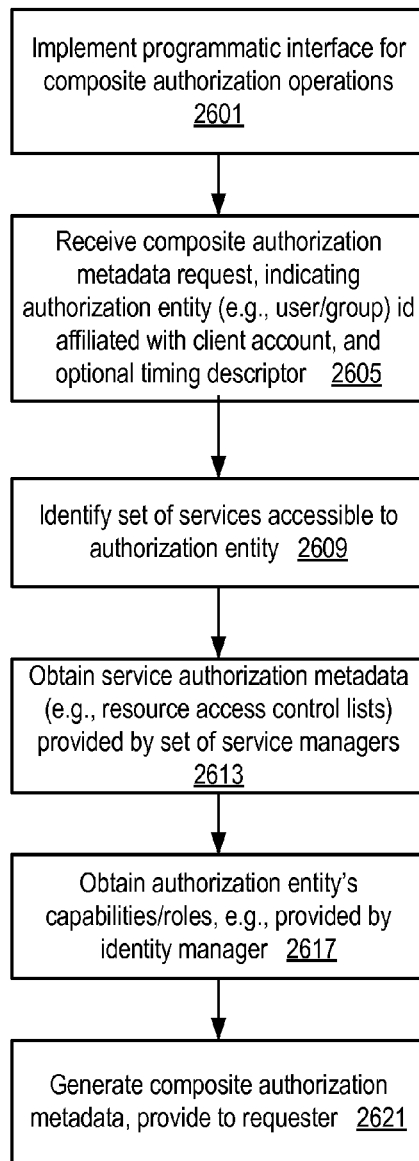 Implement programmatic interface for
composite authorization operations
2601
Receive composite authorization
metadata request, indicating
authorization entity (e.g., user/group) id
affiliated with client account, and
optional timing descriptor 2605
Identify set of services accessible to
authorization entity 2609
Obtain service authorization metadata
(e.g., resource access control lists)
provided by set of service managers
2613
Obtain authorization entity's
capabilities/roles, e.g., provided by
identity manager 2617
Generate composite authorization
metadata, provide to requester 2621